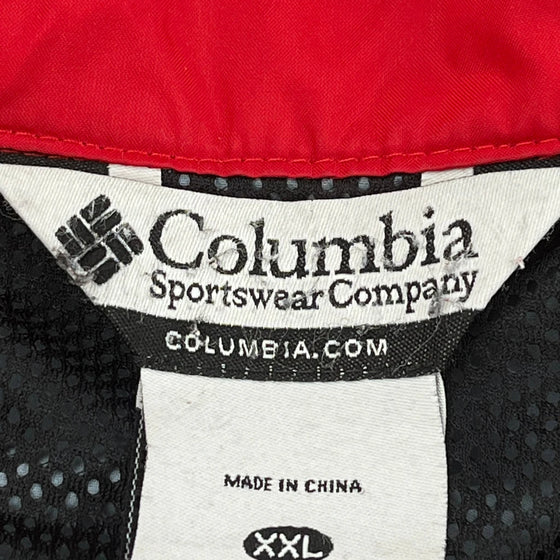 Columbia
Sportswear Company
COLUMBIA.COM
MADE IN CHINA
XXL